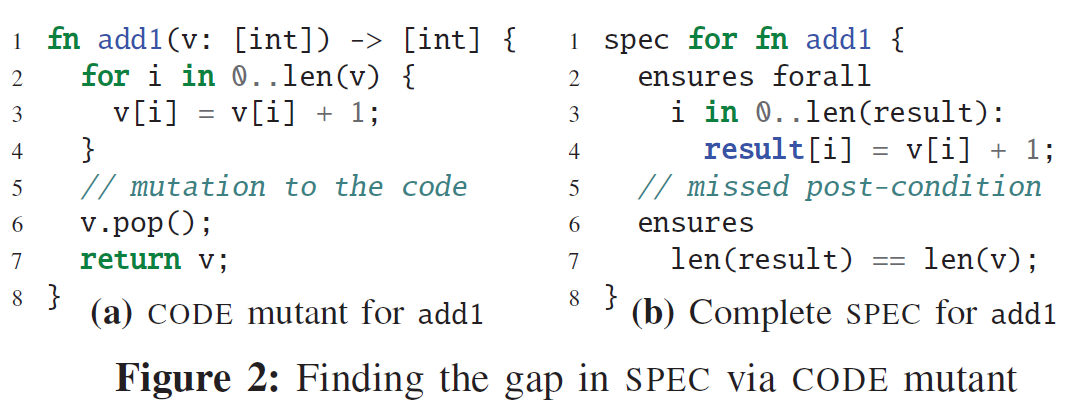 1 fn add1(v: [int]) -> [int] {
2 for i in 0..len(v) {
3 v[i] = v[i] + 1;
4 }
5 // mutation to the code
6 v.pop();
7 return v;
8 }
(a) CODE mutant for add1
1 spec for fn add1 {
2 ensures forall
3 i in 0..len(result):
4 result[i] = v[i] + 1;
5 // missed post-condition
6 ensures
7 len(result) == len(v);
8 }
(b) Complete SPEC for add1
Figure 2: Finding the gap in SPEC via CODE mutant